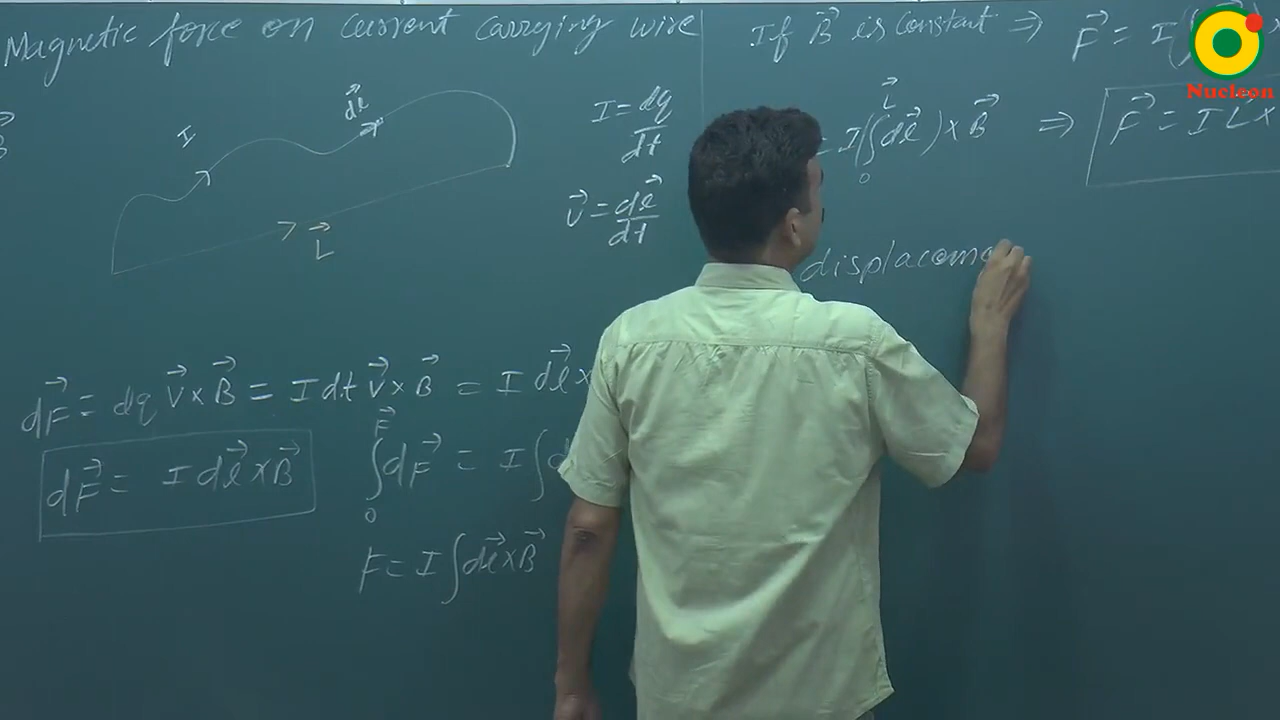 Magnetic force on current carrying wire
B⃗
I
dℓ⃗
L⃗
I = dq/dt
v⃗ = dℓ⃗/dt
dF⃗ = dq v⃗ × B⃗ = I dt v⃗ × B⃗ = I dℓ⃗ ×
dF⃗ = I dℓ⃗ × B⃗
∫₀^F⃗ dF⃗ = I ∫ d
F = I ∫ dℓ⃗ × B⃗
If B⃗ is constant ⇒ F⃗ = I(∫
= I(∫₀^L⃗ dℓ⃗) × B⃗ ⇒ F⃗ = I L⃗ ×
displaceme
Nucleon